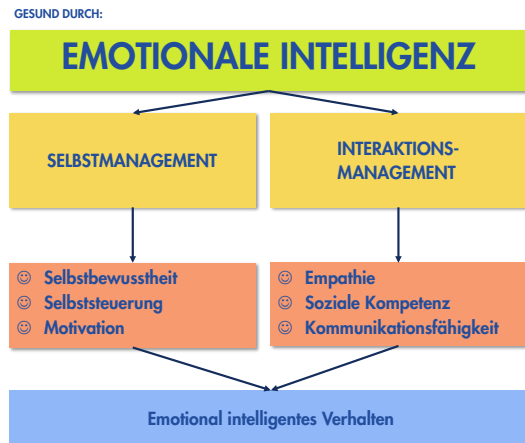 GESUND DURCH:
EMOTIONALE INTELLIGENZ
SELBSTMANAGEMENT
INTERAKTIONS-
MANAGEMENT
☺ Selbstbewusstheit
☺ Selbststeuerung
☺ Motivation
☺ Empathie
☺ Soziale Kompetenz
☺ Kommunikationsfähigkeit
Emotional intelligentes Verhalten